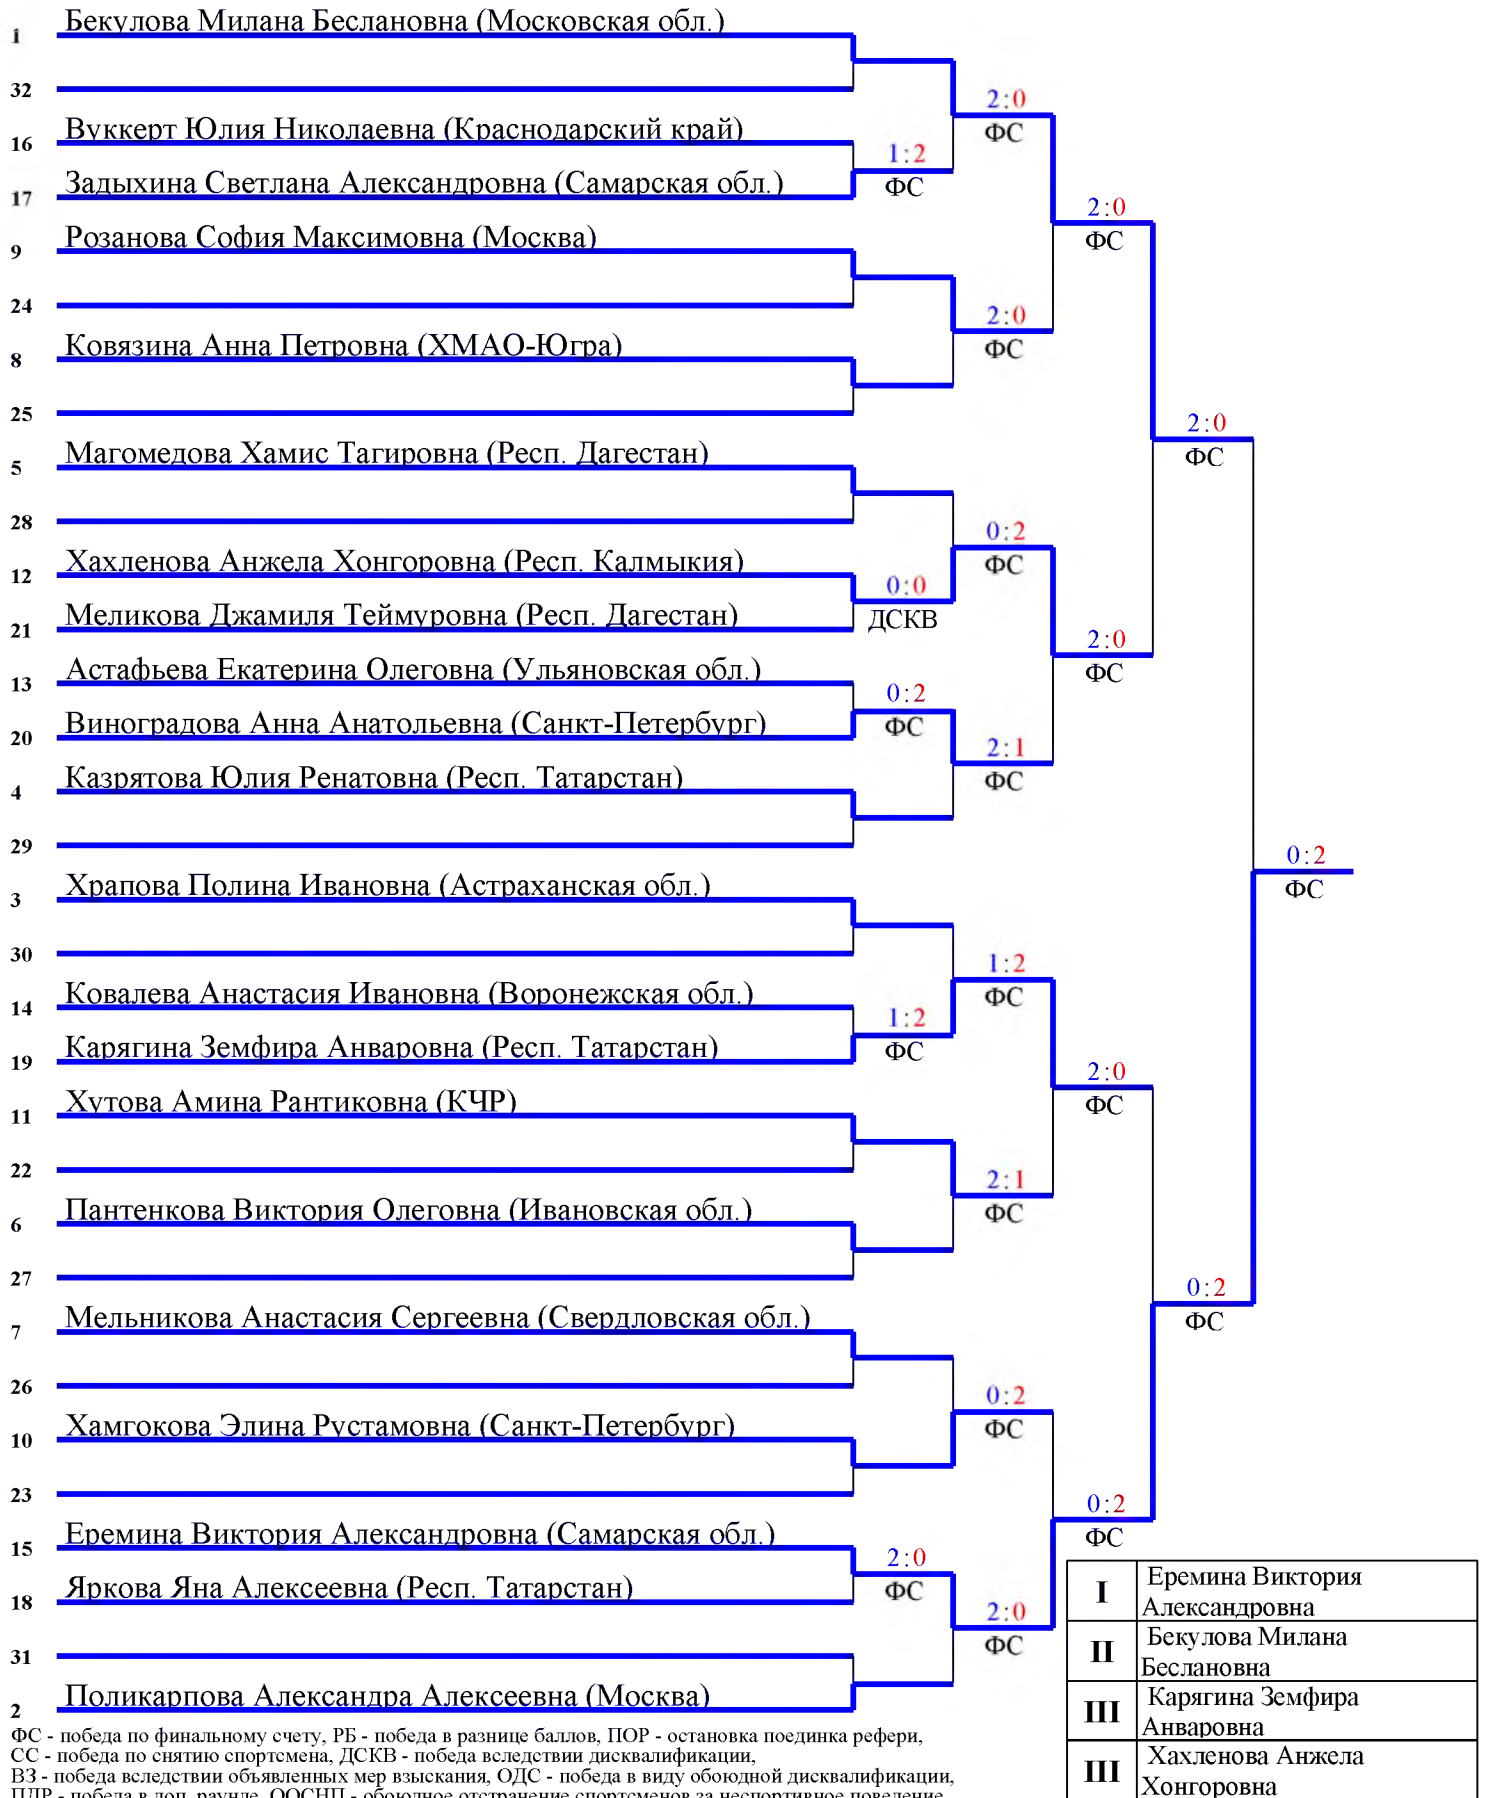 Бекулова Милана Беслановна (Московская обл.)
1
32
2:0
ФС
Вуккерт Юлия Николаевна (Краснодарский край)
16
1:2
ФС
Задыхина Светлана Александровна (Самарская обл.)
17
2:0
ФС
Розанова София Максимовна (Москва)
9
24
2:0
ФС
Ковязина Анна Петровна (ХМАО-Югра)
8
25
2:0
ФС
Магомедова Хамис Тагировна (Респ. Дагестан)
5
28
0:2
ФС
Хахленова Анжела Хонгоровна (Респ. Калмыкия)
12
0:0
ДСКВ
Меликова Джамиля Теймуровна (Респ. Дагестан)
21
2:0
ФС
Астафьева Екатерина Олеговна (Ульяновская обл.)
13
0:2
ФС
Виноградова Анна Анатольевна (Санкт-Петербург)
20
2:1
ФС
Казрятова Юлия Ренатовна (Респ. Татарстан)
4
29
0:2
ФС
Храпова Полина Ивановна (Астраханская обл.)
3
30
1:2
ФС
Ковалева Анастасия Ивановна (Воронежская обл.)
14
1:2
ФС
Карягина Земфира Анваровна (Респ. Татарстан)
19
2:0
ФС
Хутова Амина Рантиковна (КЧР)
11
22
2:1
ФС
Пантенкова Виктория Олеговна (Ивановская обл.)
6
27
0:2
ФС
Мельникова Анастасия Сергеевна (Свердловская обл.)
7
26
0:2
ФС
Хамгокова Элина Рустамовна (Санкт-Петербург)
10
23
0:2
ФС
Еремина Виктория Александровна (Самарская обл.)
15
2:0
ФС
Яркова Яна Алексеевна (Респ. Татарстан)
18
2:0
ФС
31
Поликарпова Александра Алексеевна (Москва)
2
I Еремина Виктория
Александровна
II Бекулова Милана
Беслановна
III Карягина Земфира
Анваровна
III Хахленова Анжела
Хонгоровна
ФС - победа по финальному счету, РБ - победа в разнице баллов, ПОР - остановка поединка рефери,
СС - победа по снятию спортсмена, ДСКВ - победа вследствии дисквалификации,
ВЗ - победа вследствии объявленных мер взыскания, ОДС - победа в виду обоюдной дисквалификации,
ПДР - победа в доп. раунде, ООСНП - обоюдное отстранение спортсменов за неспортивное поведение